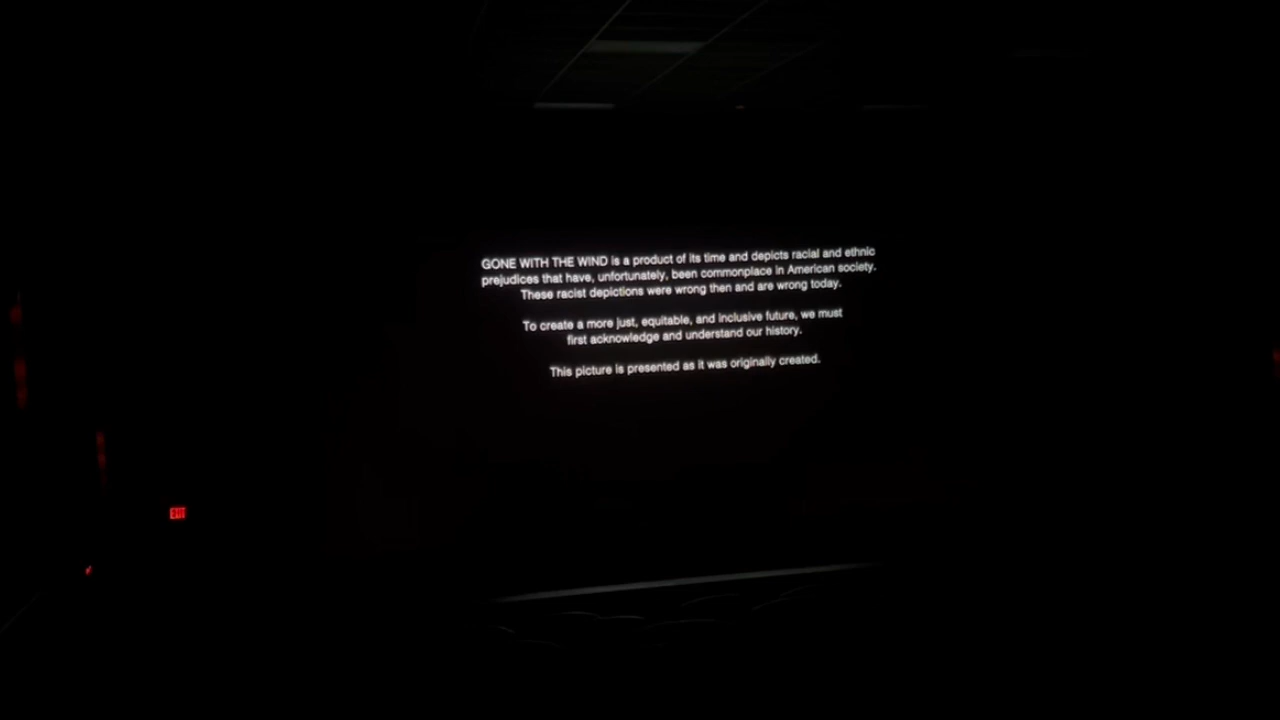 GONE WITH THE WIND is a product of its time and depicts racial and ethnic
prejudices that have, unfortunately, been commonplace in American society.
These racist depictions were wrong then and are wrong today.
To create a more just, equitable, and inclusive future, we must
first acknowledge and understand our history.
This picture is presented as it was originally created.
EXIT